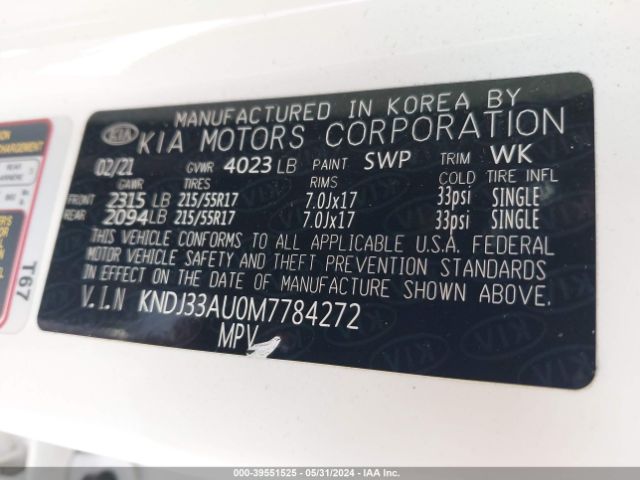 MANUFACTURED IN KOREA BY
KIA KIA MOTORS CORPORATION
02/21 GVWR 4023 LB PAINT SWP TRIM WK
GAWR TIRES RIMS COLD TIRE INFL
FRONT 2315 LB 215/55R17 7.0Jx17 33psi SINGLE
REAR 2094 LB 215/55R17 7.0Jx17 33psi SINGLE
THIS VEHICLE CONFORMS TO ALL APPLICABLE U.S.A. FEDERAL
MOTOR VEHICLE SAFETY AND THEFT PREVENTION STANDARDS
IN EFFECT ON THE DATE OF MANUFACTURE SHOWN ABOVE.
V.I.N KNDJ33AU0M7784272
MPV
T67
000-39551525 - 05/31/2024 - IAAI.com